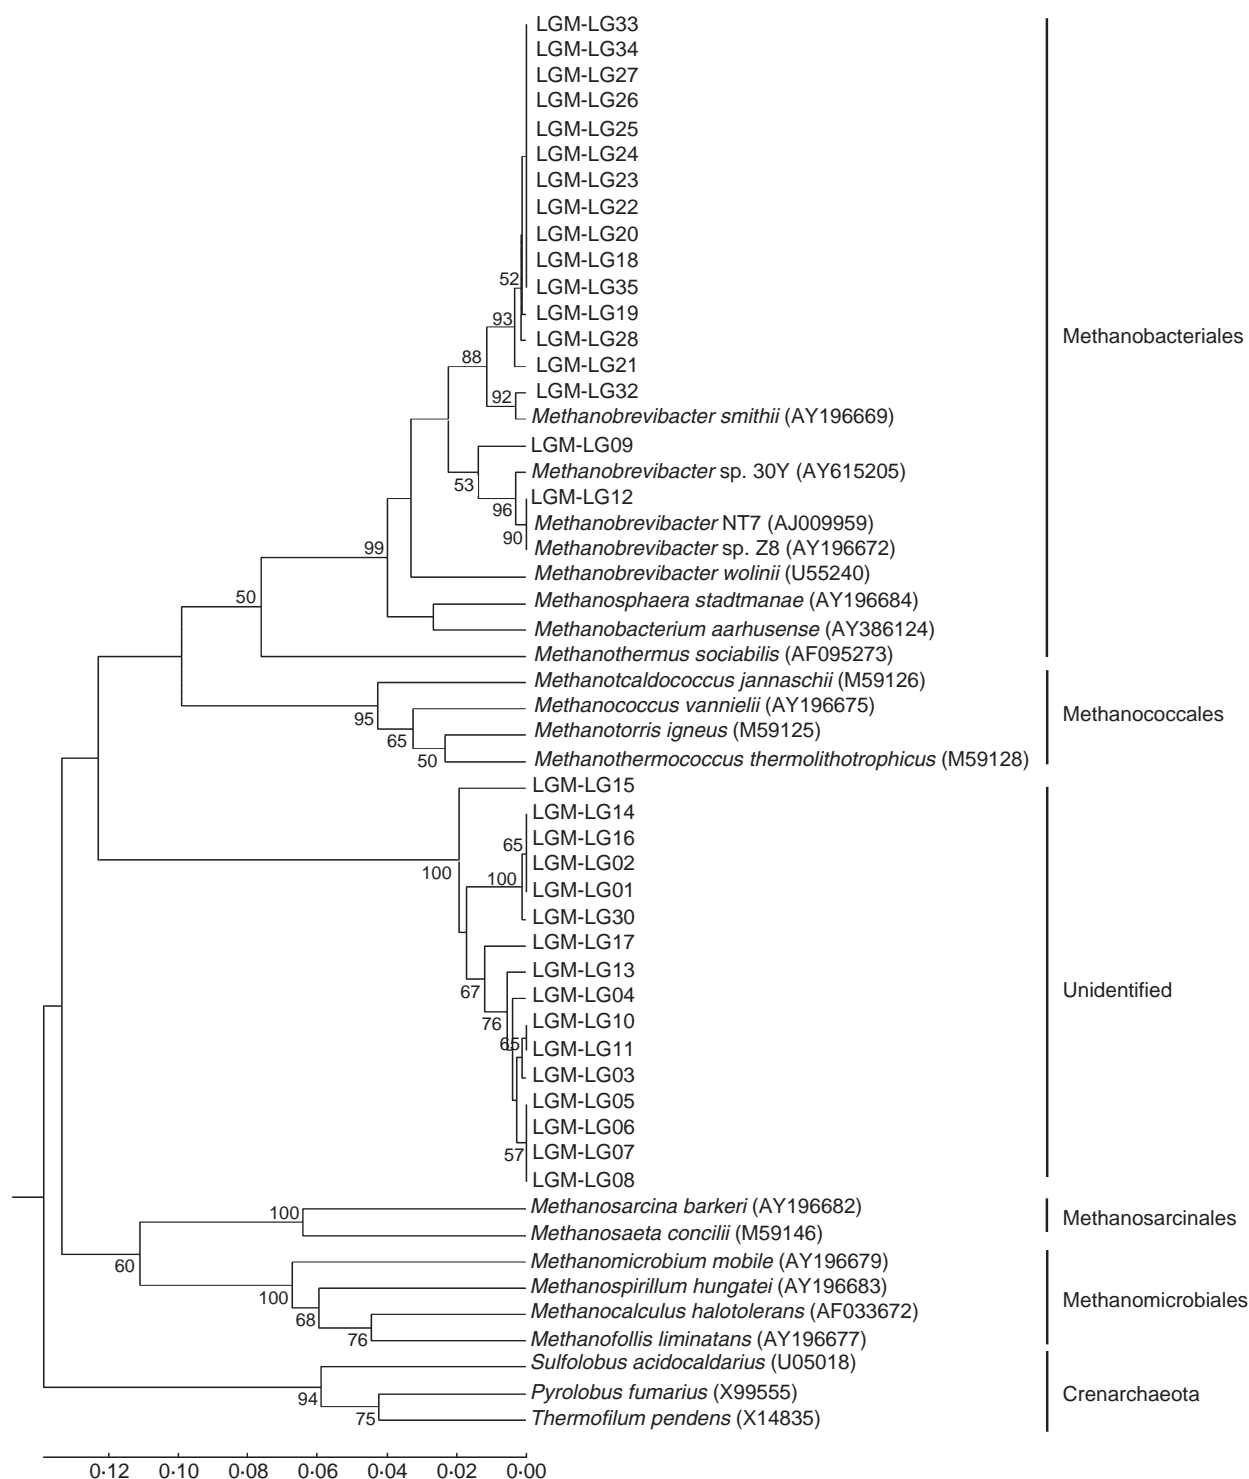 LGM-LG33
LGM-LG34
LGM-LG27
LGM-LG26
LGM-LG25
LGM-LG24
LGM-LG23
LGM-LG22
LGM-LG20
LGM-LG18
52
LGM-LG35
93
LGM-LG19
LGM-LG28
Methanobacteriales
88
LGM-LG21
92
LGM-LG32
Methanobrevibacter smithii (AY196669)
LGM-LG09
Methanobrevibacter sp. 30Y (AY615205)
53
LGM-LG12
96
Methanobrevibacter NT7 (AJ009959)
90
99
Methanobrevibacter sp. Z8 (AY196672)
Methanobrevibacter wolinii (U55240)
50
Methanosphaera stadtmanae (AY196684)
Methanobacterium aarhusense (AY386124)
Methanothermus sociabilis (AF095273)
Methanotcaldococcus jannaschii (M59126)
95
Methanococcus vannielii (AY196675)
Methanococcales
65
Methanotorris igneus (M59125)
50
Methanothermococcus thermolithotrophicus (M59128)
LGM-LG15
LGM-LG14
65
LGM-LG16
LGM-LG02
100
100
LGM-LG01
LGM-LG30
LGM-LG17
67
LGM-LG13
Unidentified
LGM-LG04
76
LGM-LG10
65
LGM-LG11
LGM-LG03
LGM-LG05
LGM-LG06
57
LGM-LG07
LGM-LG08
100
Methanosarcina barkeri (AY196682)
Methanosarcinales
Methanosaeta concilii (M59146)
60
Methanomicrobium mobile (AY196679)
100
Methanospirillum hungatei (AY196683)
Methanomicrobiales
68
Methanocalculus halotolerans (AF033672)
76
Methanofollis liminatans (AY196677)
Sulfolobus acidocaldarius (U05018)
94
Pyrolobus fumarius (X99555)
Crenarchaeota
75
Thermofilum pendens (X14835)
0·12 0·10 0·08 0·06 0·04 0·02 0·00